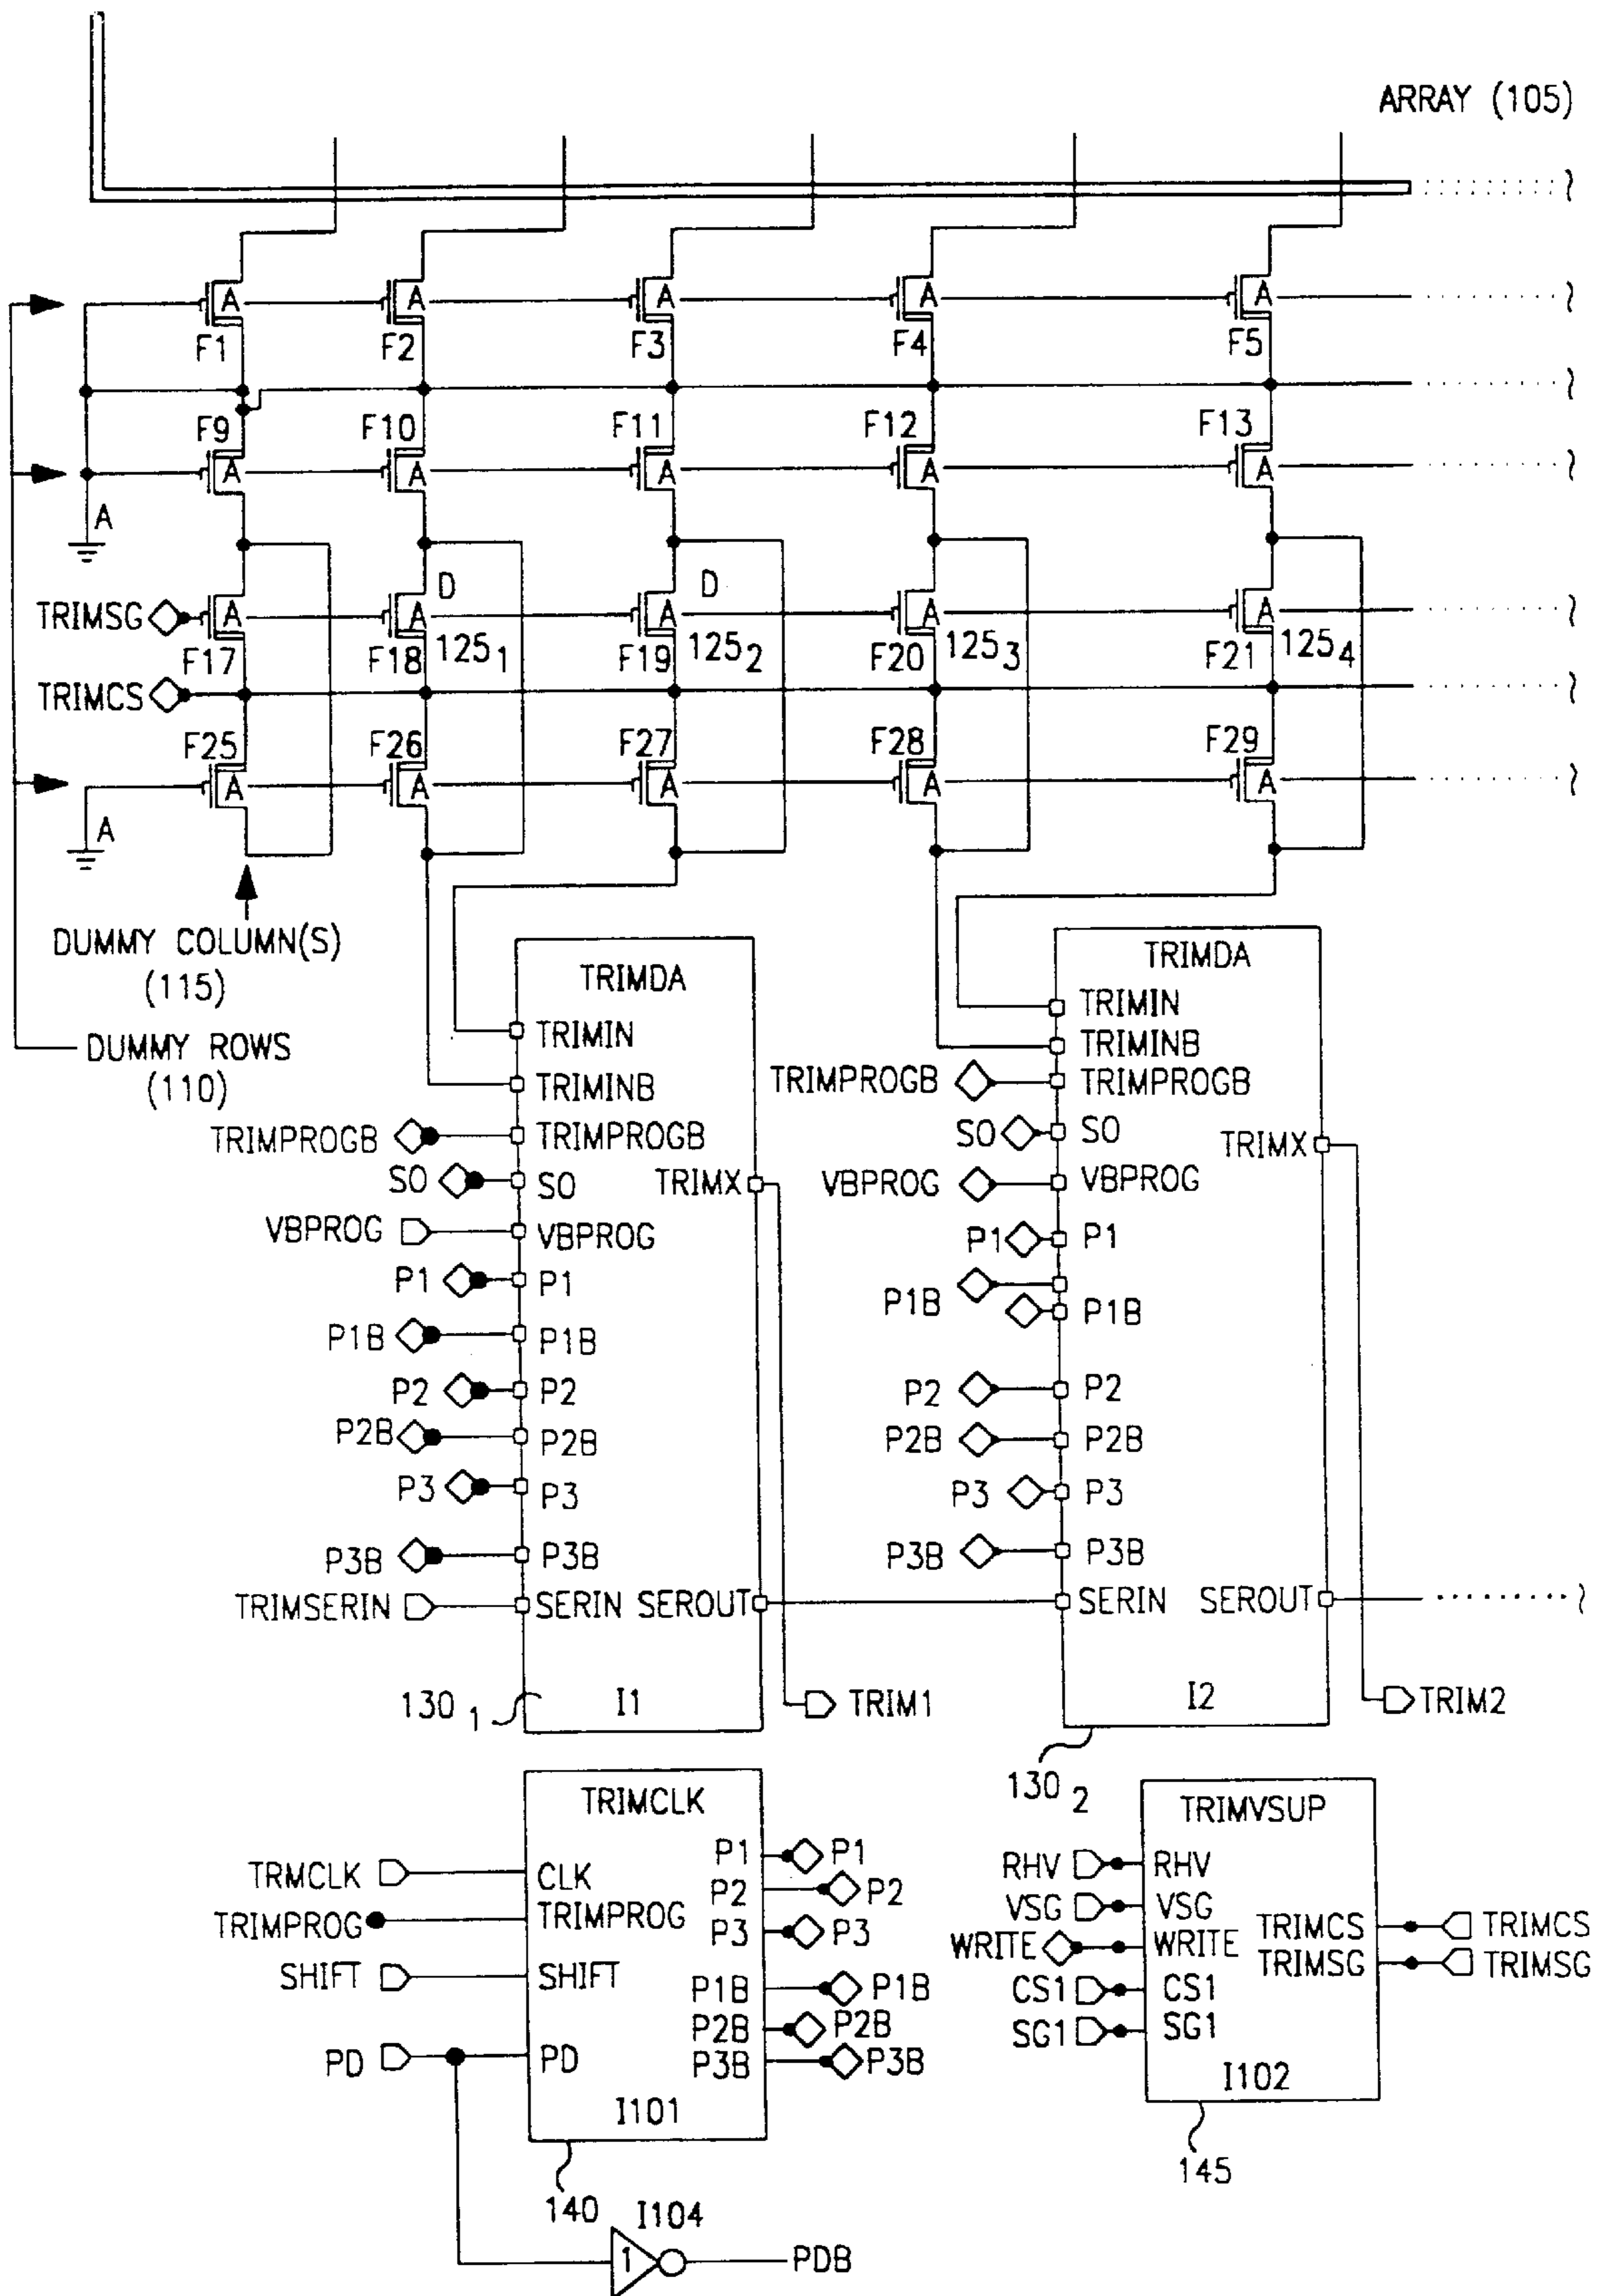 ARRAY (105)
A A A A A
F1 F2 F3 F4 F5
F9 F10 F11 F12 F13
A A A A A
A
D D
TRIMSG A A A A A
F17 F18 125 1 F19 125 2 F20 125 3 F21 125 4
TRIMCS
F25 F26 F27 F28 F29
A A A A A
A
DUMMY COLUMN(S)
(115)
DUMMY ROWS
(110)
TRIMDA
TRIMIN
TRIMINB
TRIMPROGB TRIMPROGB
SO SO TRIMX
VBPROG VBPROG
P1 P1
P1B P1B
P2 P2
P2B P2B
P3 P3
P3B P3B
TRIMSERIN SERIN SEROUT
130 1 I1 TRIM1
TRIMDA
TRIMIN
TRIMINB
TRIMPROGB TRIMPROGB
SO SO TRIMX
VBPROG VBPROG
P1 P1
P1B P1B
P2 P2
P2B P2B
P3 P3
P3B P3B
SERIN SEROUT
I2 TRIM2
130 2
TRIMCLK
TRMCLK CLK
TRIMPROG TRIMPROG
SHIFT SHIFT
PD PD
P1 P1
P2 P2
P3 P3
P1B P1B
P2B P2B
P3B P3B
I101
140
I104
1 PDB
TRIMVSUP
RHV RHV
VSG VSG
WRITE WRITE
CS1 CS1
SG1 SG1
TRIMCS TRIMCS
TRIMSG TRIMSG
I102
145